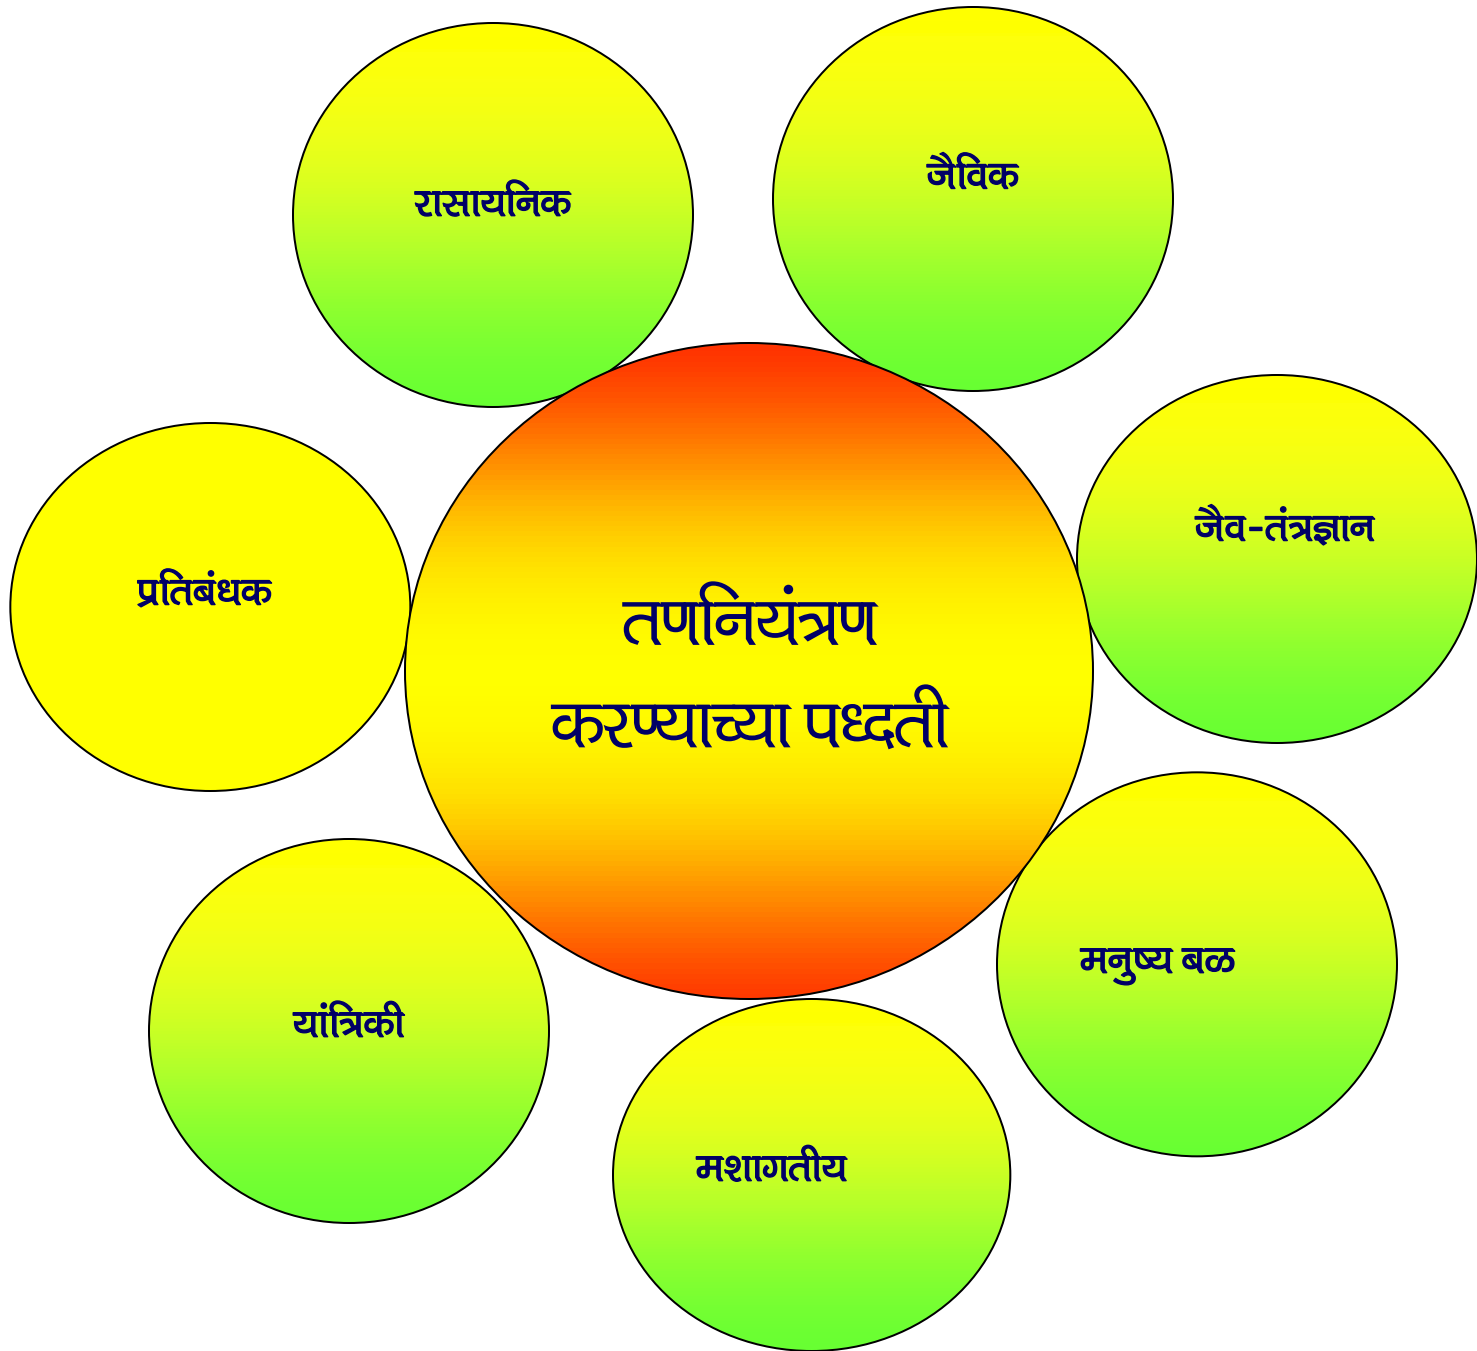 जैविक
रासायनिक
जैव-तंत्रज्ञान
प्रतिबंधक
तणनियंत्रण
करण्याच्या पध्दती
मनुष्य बळ
यांत्रिकी
मशागतीय